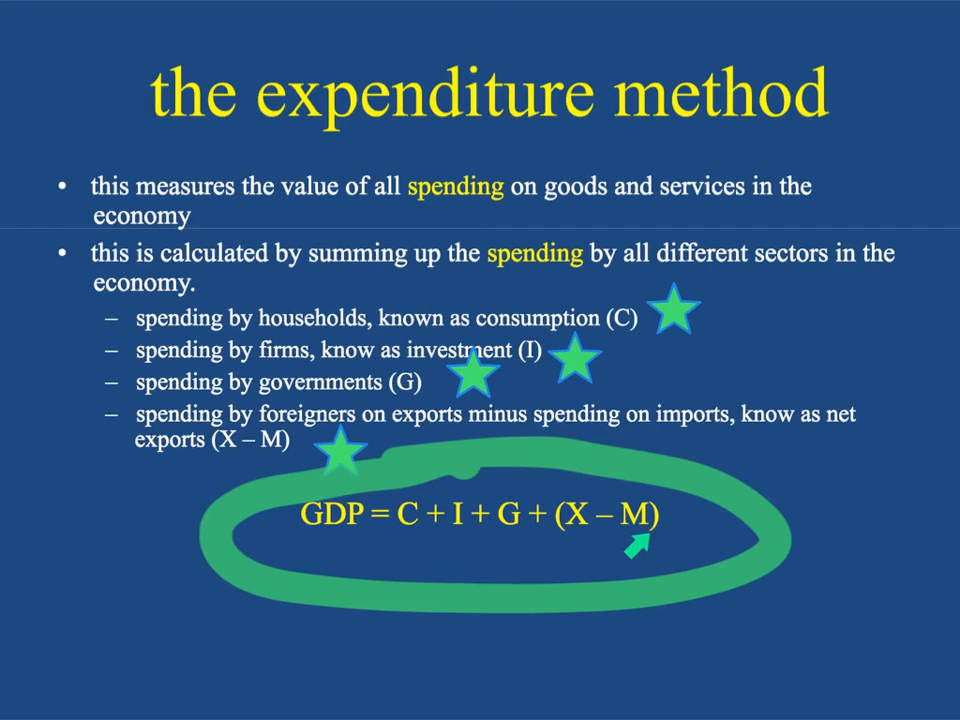 the expenditure method
• this measures the value of all spending on goods and services in the
economy
• this is calculated by summing up the spending by all different sectors in the
economy.
– spending by households, known as consumption (C)
– spending by firms, know as investment (I)
– spending by governments (G)
– spending by foreigners on exports minus spending on imports, know as net
exports (X – M)
GDP = C + I + G + (X – M)